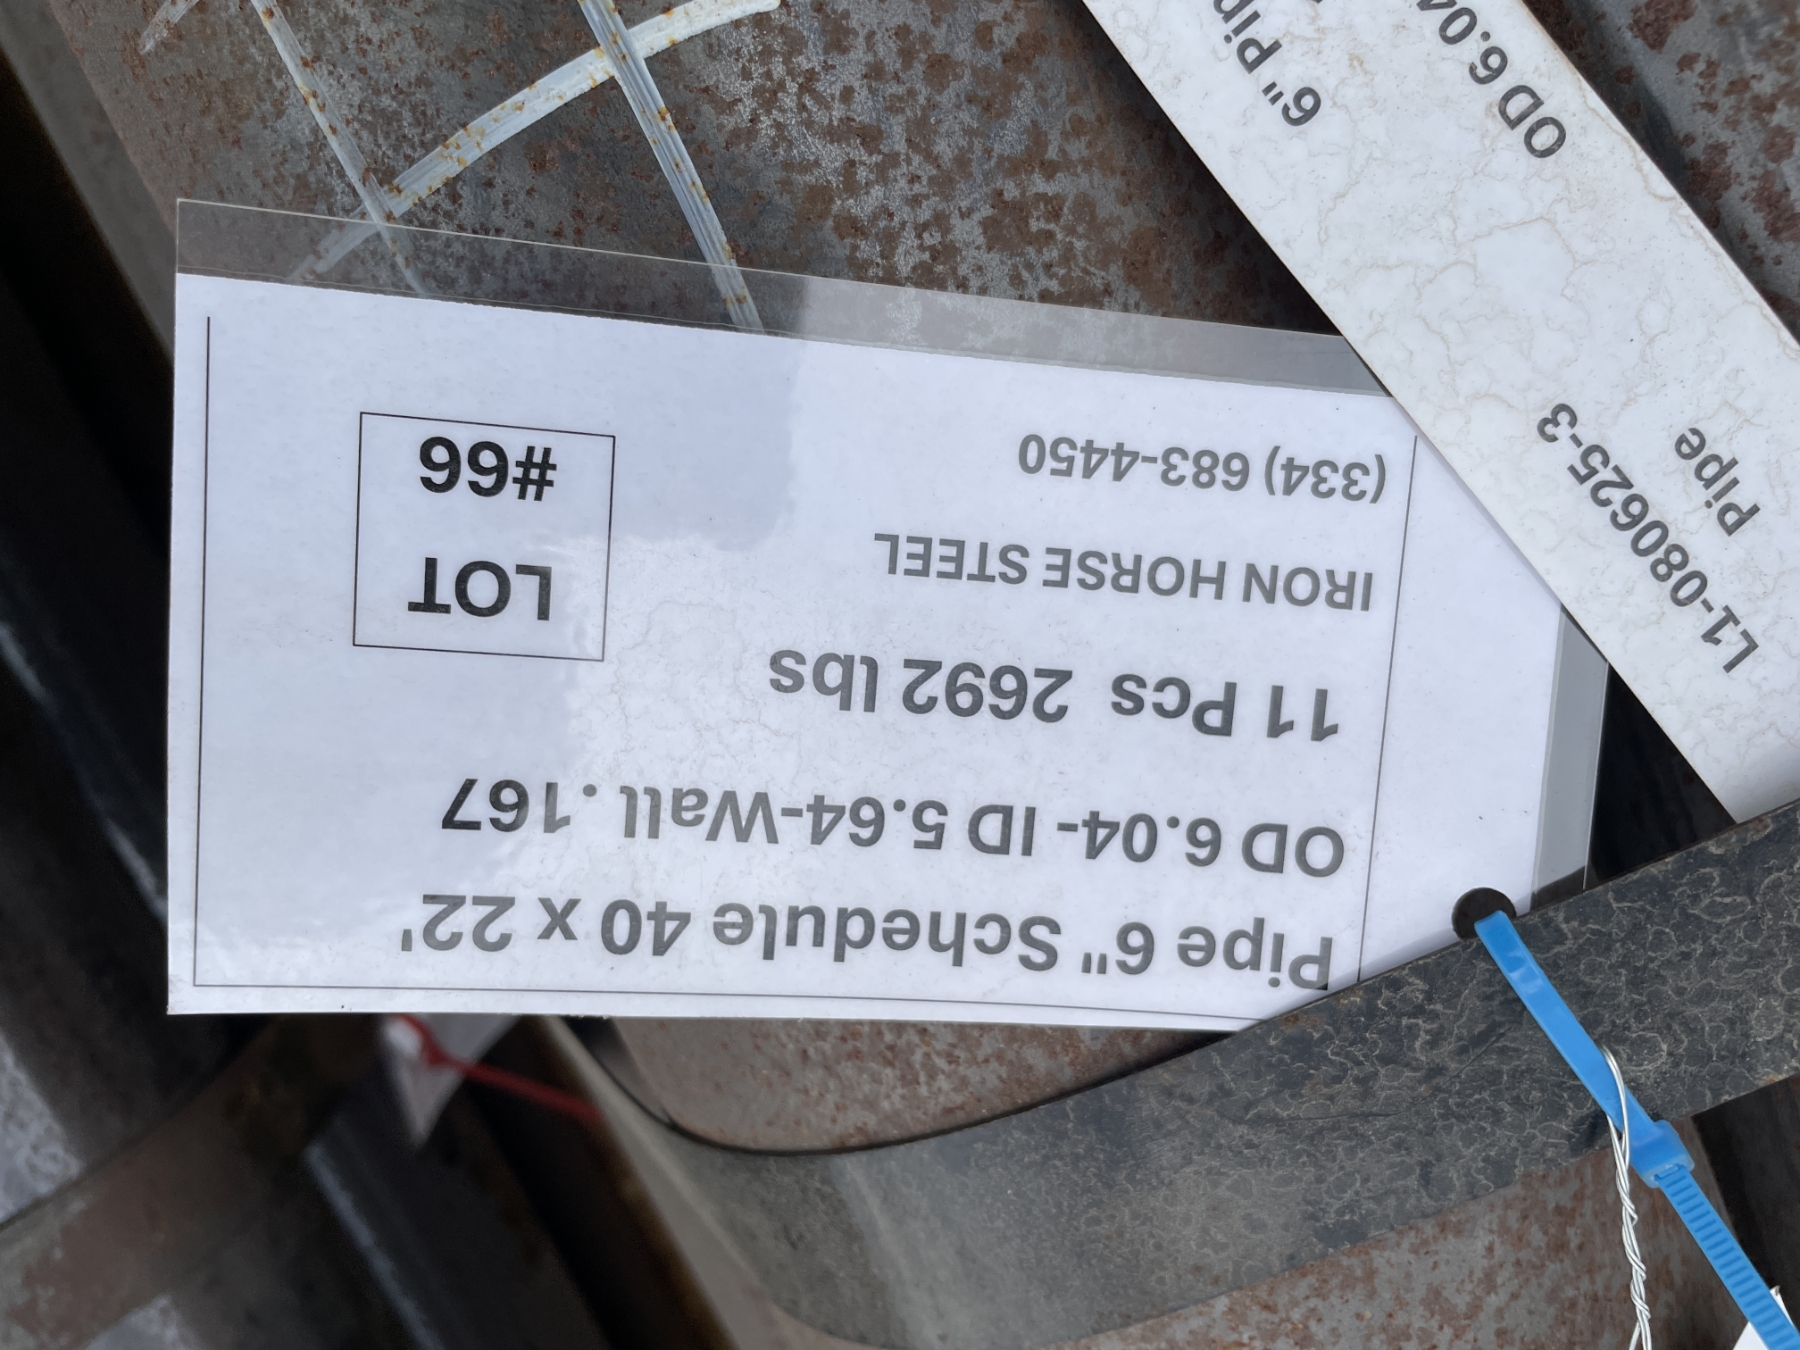 Pipe 6" Schedule 40 x 22'
OD 6.04- ID 5.64-Wall .167
11 Pcs 2692 lbs
IRON HORSE STEEL
(334) 683-4450
LOT
#66
L1-080625-3
Pipe
OD 6.04
6" Pip